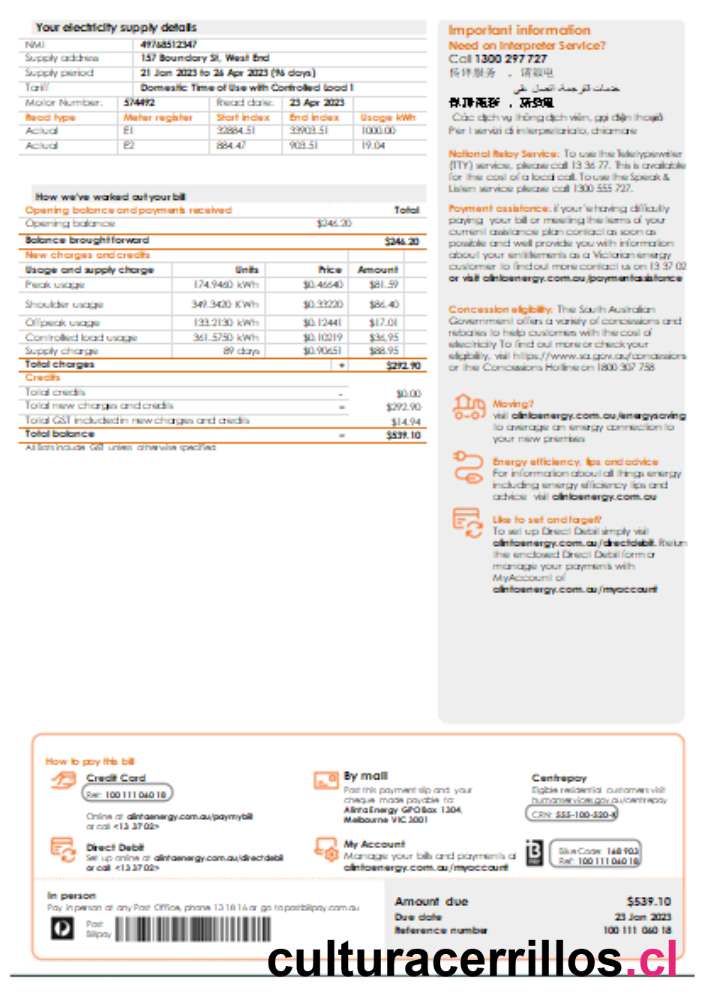 Your electricity supply details
NMI 49768512347
Supply address 157 Boundary St, West End
Supply period 21 Jan 2023 to 26 Apr 2023 (96 days)
Tariff Domestic Time of Use with Controlled Load 1
Motor Number: 574492 Read date: 23 Apr 2023
Read type Meter register Start index End index Usage kWh
Actual E1 32884.51 33903.51 1000.00
Actual E2 884.47 903.51 19.04
How we've worked out your bill
Opening balance and payments received Total
Opening balance $246.20
Balance brought forward $246.20
New charges and credits
Usage and supply charge Units Price Amount
Peak usage 174.9460 kWh $0.46640 $81.59
Shoulder usage 349.3420 KWh $0.33220 $86.40
Offpeak usage 133.2130 kWh $0.12441 $17.01
Controlled load usage 361.5750 kWh $0.10219 $36.95
Supply charge 89 days $0.90651 $88.95
Total charges + $292.90
Credits
Total credits - $0.00
Total new charges and credits = $292.90
Total GST included in new charges and credits $14.94
Total balance = $539.10
All Bars include GST unless otherwise specified
Important information
Need on Interpreter Service?
Call 1300 297 727
Các dịch vụ thông dịch viên, gọi điện thoại
Per I servizi di interpretariato, chiamare
National Relay Service: To use the Teletypewriter
(TTY) service, please call 13 36 77. This is available
for the cost of a local call. To use the Speak &
Listen service please call 1300 555 727.
Payment assistance: if your'e having difficulty
paying your bill or meeting the terms of your
current assistance plan contact as soon as
possible and well provide you with information
about your entitlements as a Victorian energy
customer to find out more contact us on 13 37 02
or visit alintaenergy.com.au/paymentassistance
Concession eligibility: The South Australian
Government offers a variety of concessions and
rebates to help customers with the cost of
electricity To find out more or check your
eligibility, visit https://www.sa.gov.au/concessions
or the Concessions Hotline on 1800 307 758
Moving?
visit alintaenergy.com.au/energysaving
to average an energy connection to
your new premises
Energy efficiency, tips and advice
For information about all things energy
including energy efficiency tips and
advice visit alintaenergy.com.au
Like to set and faget?
To set up Direct Debit simply visit
alintaenergy.com.au/directdebit. Return
the enclosed Direct Debit form or
manage your payments with
MyAccount of
alintaenergy.com.au/myaccount
How to pay this bill
Credit Card
Ref: 100 111 060 18
Online at alintaenergy.com.au/paymybill
or call <13 37 02>
Direct Debit
Set up online at alintaenergy.com.au/directdebit
or call <13 37 02>
By mail
Post this payment slip and your
cheque made payable to:
Alinta Energy GPO Box 1304,
Melbourne VIC 3001
My Account
Manage your bills and payments at
alintaenergy.com.au/myaccount
Centrepay
Eligible residential customers visit
humanservices.gov.au/centrepay
CRN: 555-100-520-K
Biller Code: 168 903
Ref: 100 111 060 18
In person
Pay in person at any Post Office, phone 13 18 16 or go to postbillpay.com.au
Post
Billpay
Amount due $539.10
Due date 23 Jan 2023
Reference number 100 111 060 18
culturacerrillos.cl